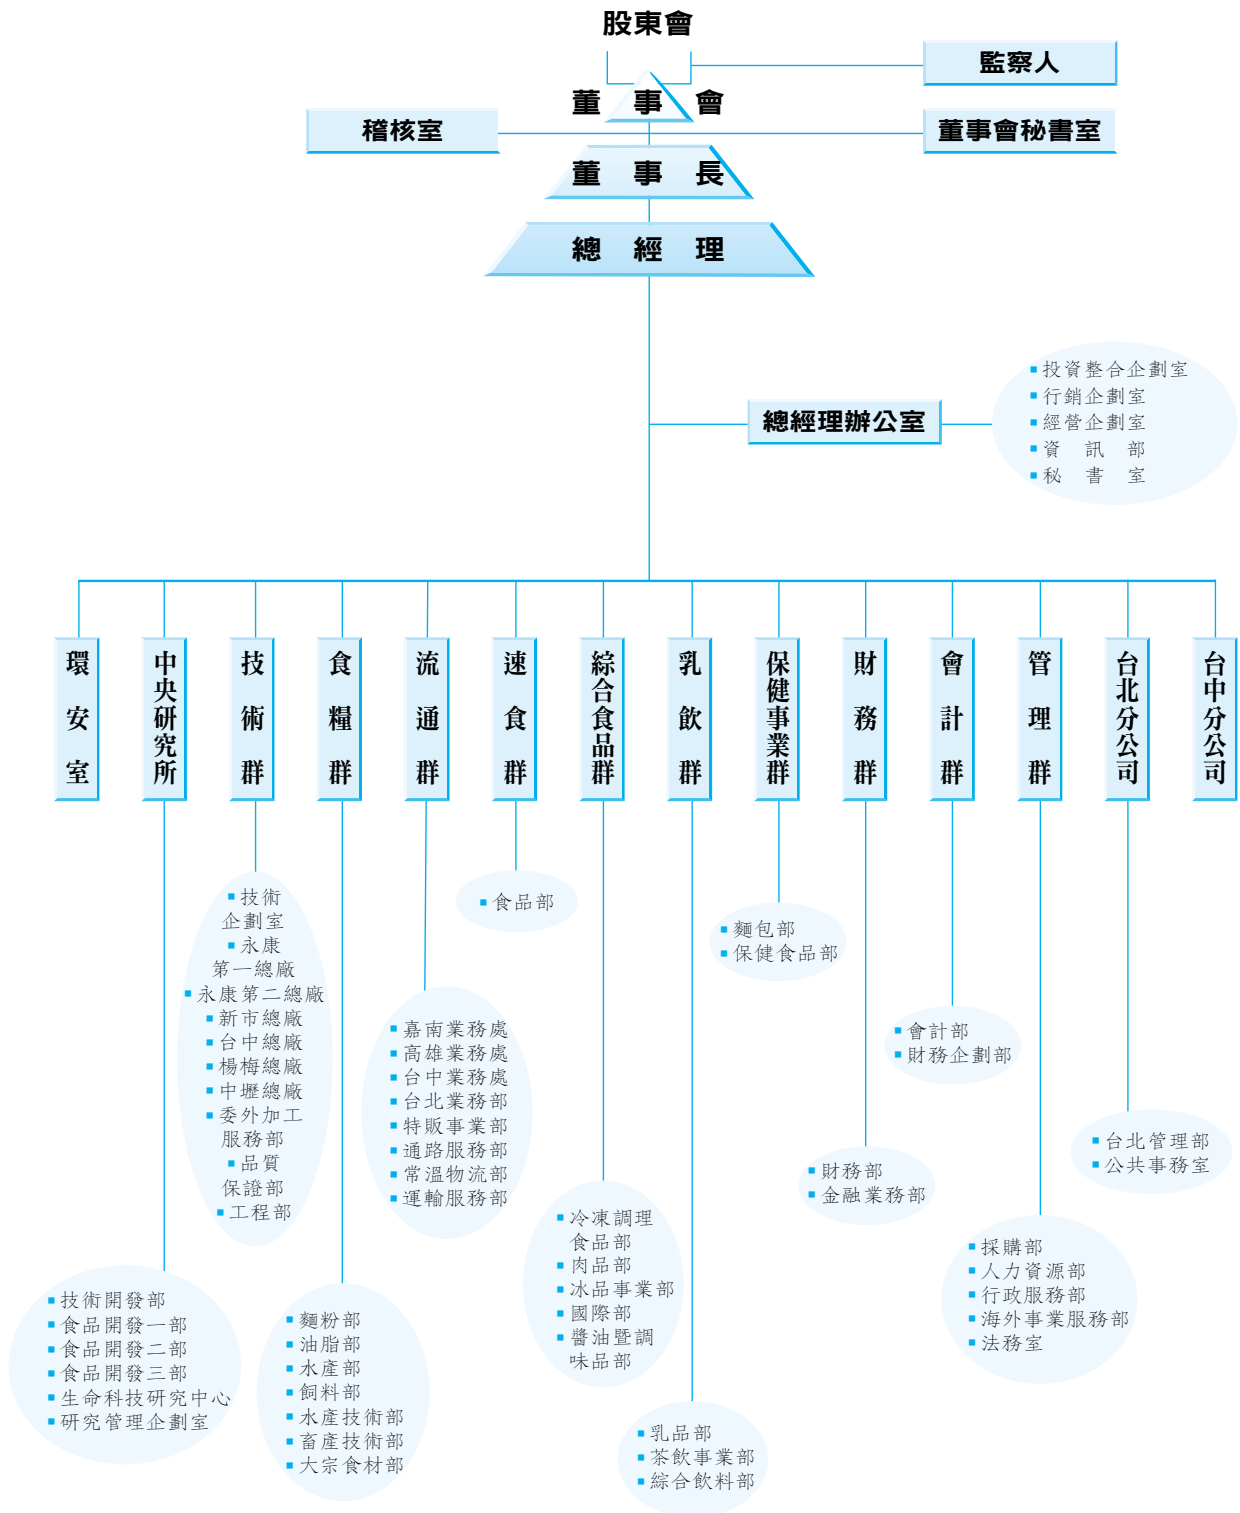 股東會
監察人
董事會
稽核室
董事會秘書室
董事長
總經理
總經理辦公室
投資整合企劃室
行銷企劃室
經營企劃室
資訊部
秘書室
環安室
中央研究所
技術群
食糧群
流通群
速食群
綜合食品群
乳飲群
保健事業群
財務群
會計群
管理群
台北分公司
台中分公司
技術開發部
食品開發一部
食品開發二部
食品開發三部
生命科技研究中心
研究管理企劃室
技術
企劃室
永康
第一總廠
永康第二總廠
新市總廠
台中總廠
楊梅總廠
中壢總廠
委外加工
服務部
品質
保證部
工程部
麵粉部
油脂部
水產部
飼料部
水產技術部
畜產技術部
大宗食材部
嘉南業務處
高雄業務處
台中業務處
台北業務部
特販事業部
通路服務部
常溫物流部
運輸服務部
食品部
冷凍調理
食品部
肉品部
冰品事業部
國際部
醬油暨調
味品部
乳品部
茶飲事業部
綜合飲料部
麵包部
保健食品部
財務部
金融業務部
會計部
財務企劃部
採購部
人力資源部
行政服務部
海外事業服務部
法務室
台北管理部
公共事務室